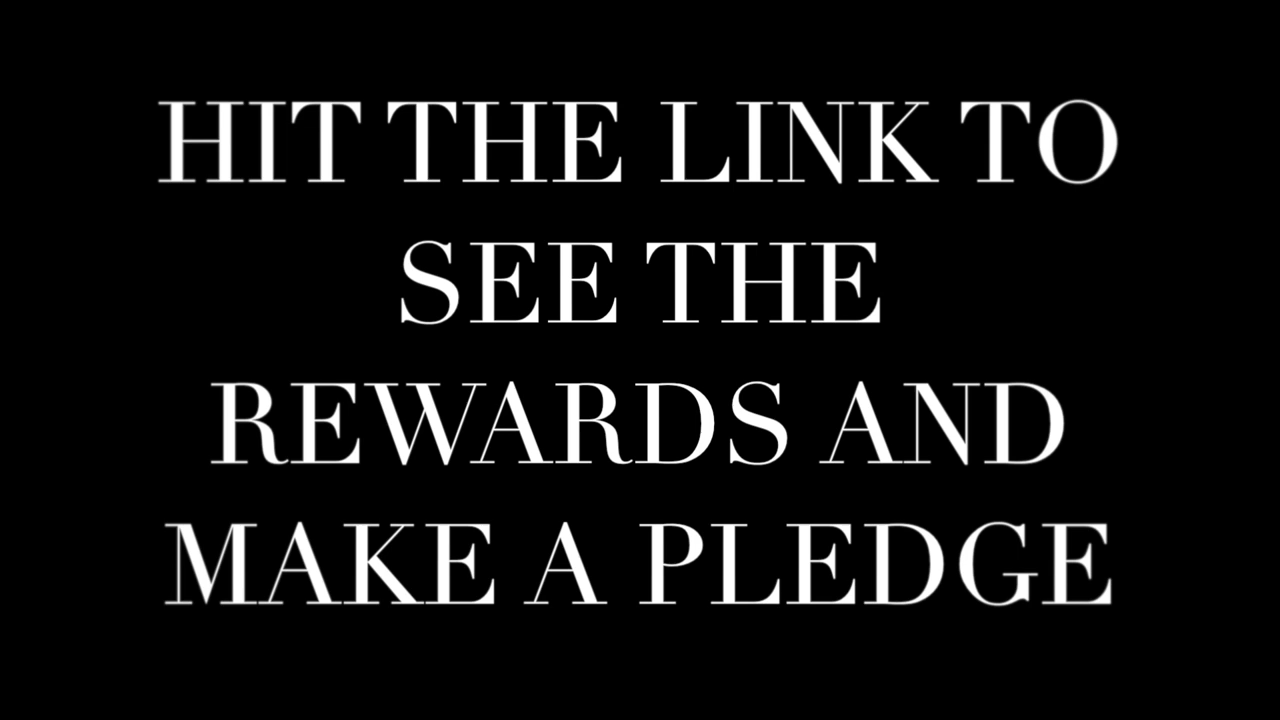 HIT THE LINK TO
SEE THE
REWARDS AND
MAKE A PLEDGE